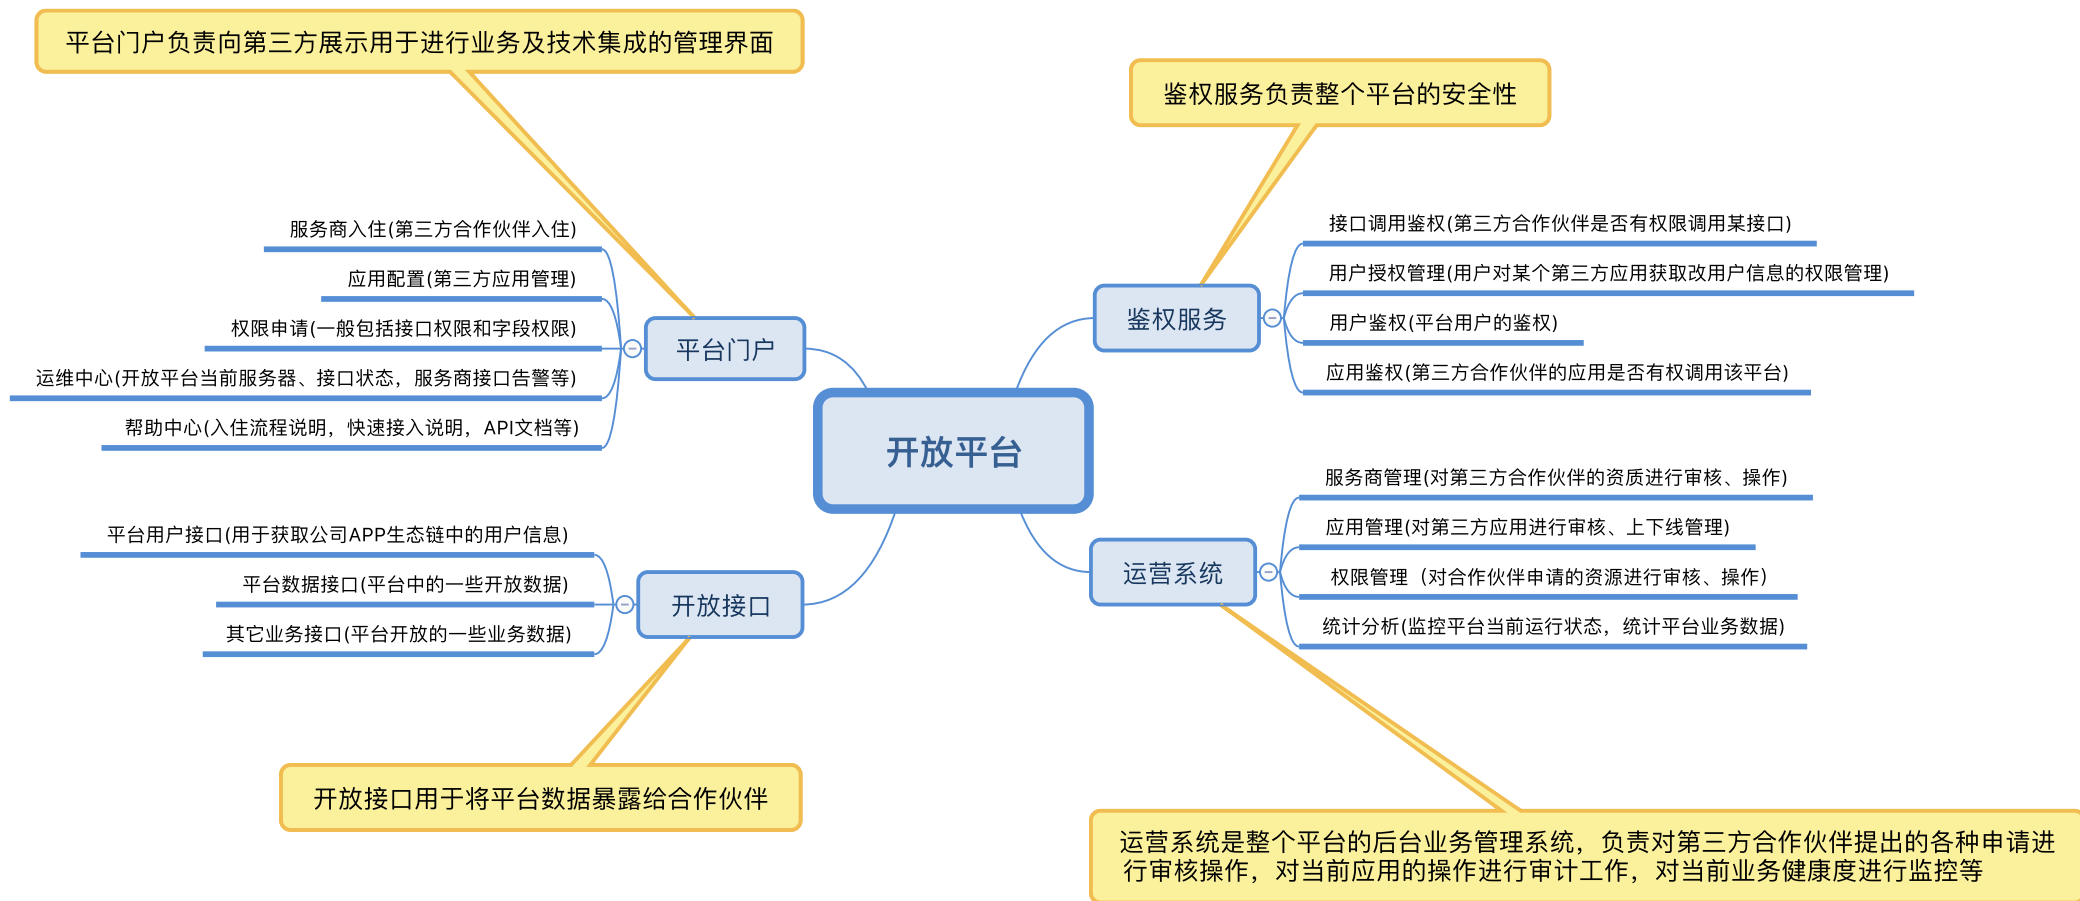 平台门户负责向第三方展示用于进行业务及技术集成的管理界面
鉴权服务负责整个平台的安全性
服务商入住(第三方合作伙伴入住)
应用配置(第三方应用管理)
权限申请(一般包括接口权限和字段权限)
运维中心(开放平台当前服务器、接口状态，服务商接口告警等)
帮助中心(入住流程说明，快速接入说明，API文档等)
平台门户
接口调用鉴权(第三方合作伙伴是否有权限调用某接口)
用户授权管理(用户对某个第三方应用获取改用户信息的权限管理)
用户鉴权(平台用户的鉴权)
应用鉴权(第三方合作伙伴的应用是否有权调用该平台)
鉴权服务
开放平台
平台用户接口(用于获取公司APP生态链中的用户信息)
平台数据接口(平台中的一些开放数据)
其它业务接口(平台开放的一些业务数据)
开放接口
服务商管理(对第三方合作伙伴的资质进行审核、操作)
应用管理(对第三方应用进行审核、上下线管理)
权限管理（对合作伙伴申请的资源进行审核、操作）
统计分析(监控平台当前运行状态，统计平台业务数据)
运营系统
开放接口用于将平台数据暴露给合作伙伴
运营系统是整个平台的后台业务管理系统，负责对第三方合作伙伴提出的各种申请进
行审核操作，对当前应用的操作进行审计工作，对当前业务健康度进行监控等